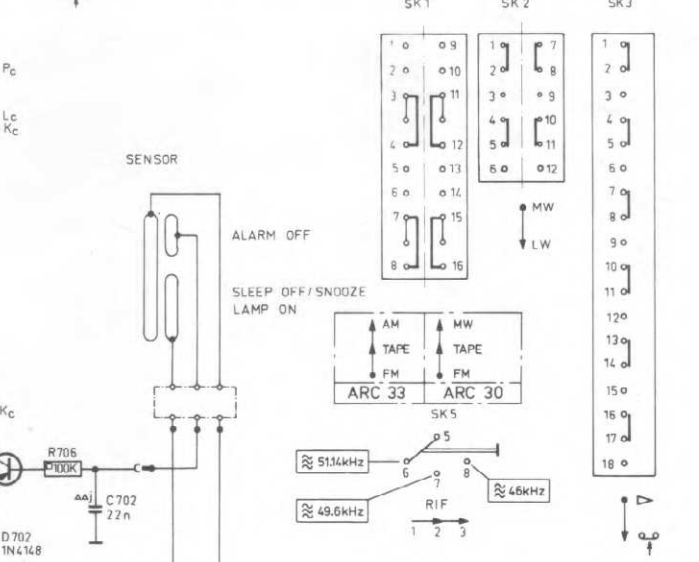 SK1 SK2 SK3
1 9 1 7 1
2 10 2 8 2
Pc
3 11 3 9 3
Lc
Kc
4 10 4
4 12 5 11 5
SENSOR
5 13 6 12 6
6 14 7
MW
7 15 8
ALARM OFF
LW
9
8 16 10
SLEEP OFF/SNOOZE
LAMP ON
11
12
AM MW
TAPE TAPE
FM FM
13
14
ARC 33 ARC 30
15
Kc
SK5
16
5
17
R706
100K
51.14kHz
6 8
18
7
46kHz
C702
22n
49.6kHz
RIF
1 2 3
D702
1N4148